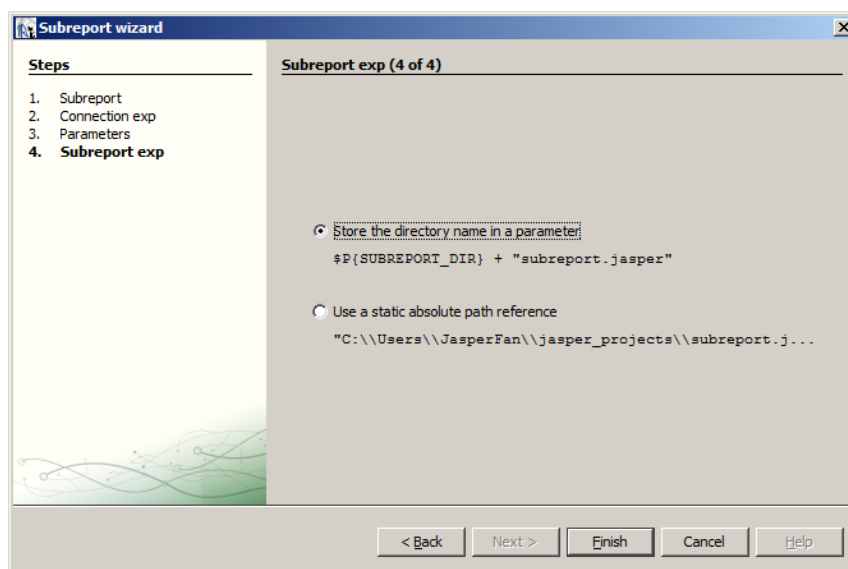 Subreport wizard
Steps
1. Subreport
2. Connection exp
3. Parameters
4. Subreport exp
Subreport exp (4 of 4)
Store the directory name in a parameter
$P{SUBREPORT_DIR} + "subreport.jasper"
Use a static absolute path reference
"C:\\Users\\JasperFan\\jasper_projects\\subreport.j...
< Back
Next >
Finish
Cancel
Help